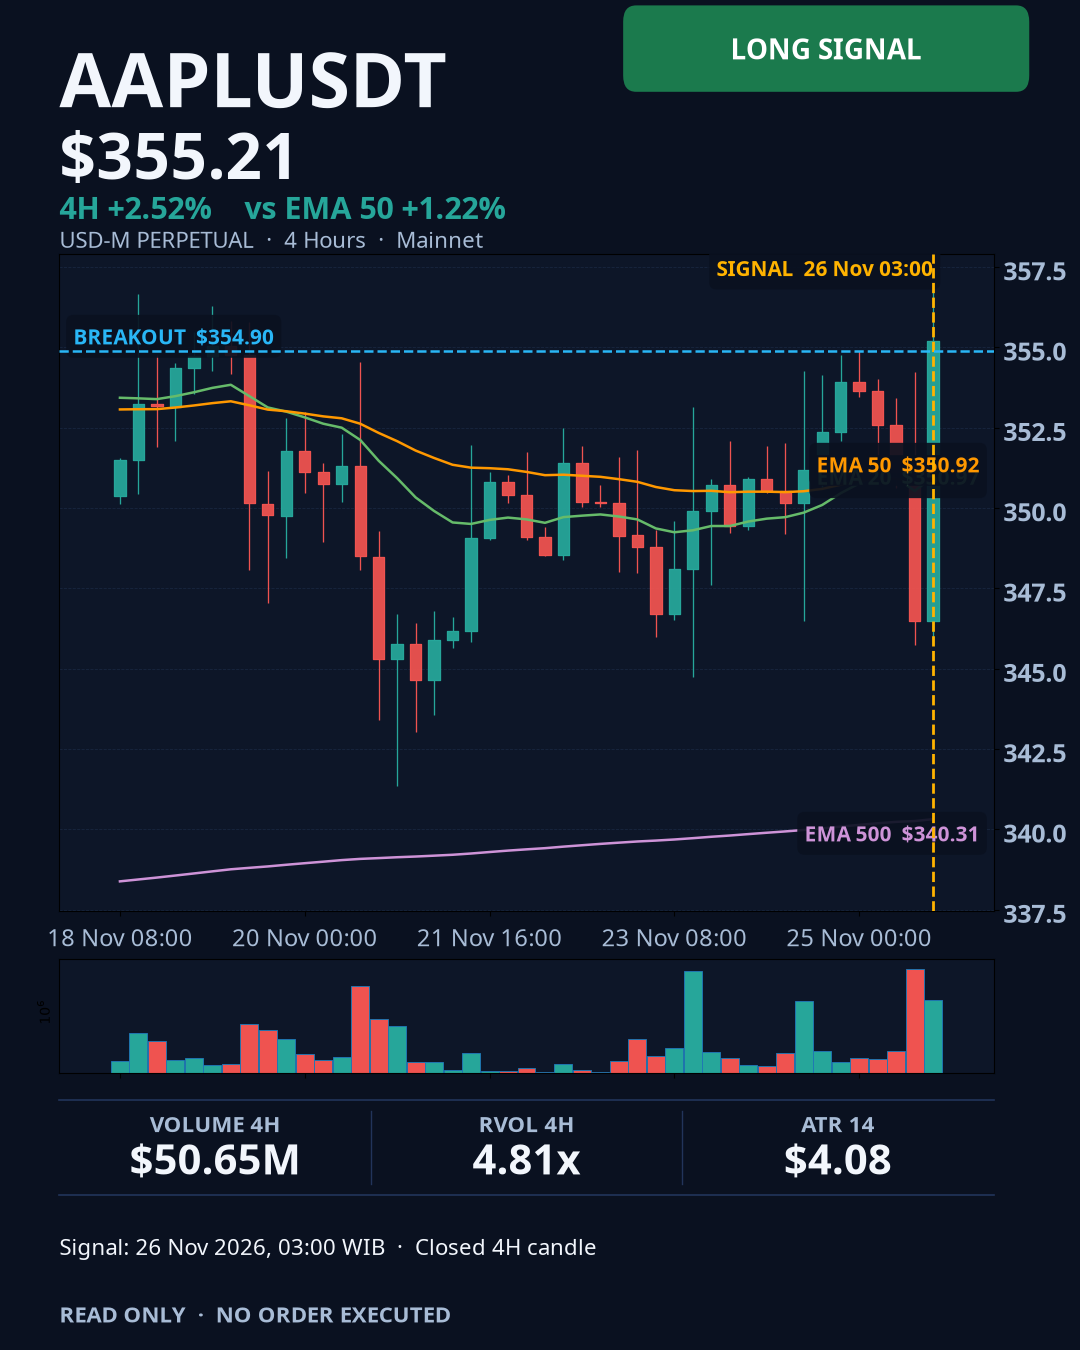 LONG SIGNAL
AAPLUSDT
$355.21
4H +2.52% vs EMA 50 +1.22%
USD-M PERPETUAL · 4 Hours · Mainnet
SIGNAL 26 Nov 03:00
BREAKOUT $354.90
EMA 50 $350.92
EMA 20 $350.97
EMA 500 $340.31
357.5
355.0
352.5
350.0
347.5
345.0
342.5
340.0
337.5
18 Nov 08:00 20 Nov 00:00 21 Nov 16:00 23 Nov 08:00 25 Nov 00:00
10⁶
VOLUME 4H RVOL 4H ATR 14
$50.65M 4.81x $4.08
Signal: 26 Nov 2026, 03:00 WIB · Closed 4H candle
READ ONLY · NO ORDER EXECUTED